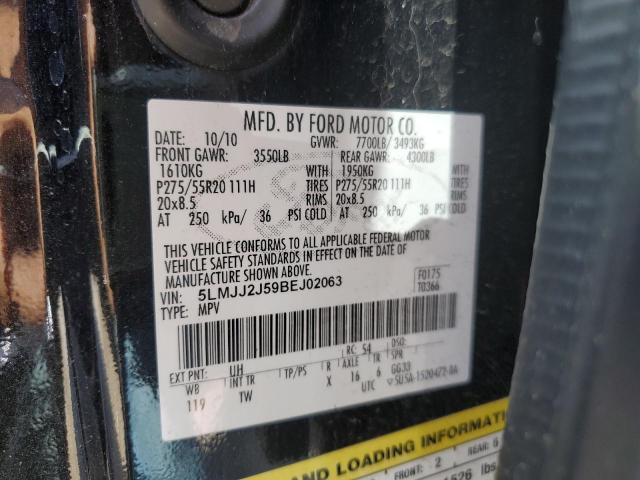 MFD. BY FORD MOTOR CO.
DATE: 10/10 GVWR: 7700LB/ 3493KG
FRONT GAWR: 3550LB REAR GAWR: 4300LB
1610KG WITH 1950KG WITH
P275/55R20 111H TIRES P275/55R20 111H TIRES
20x8.5 RIMS 20x8.5 RIMS
AT 250 kPa/ 36 PSI COLD AT 250 kPa/ 36 PSI COLD
THIS VEHICLE CONFORMS TO ALL APPLICABLE FEDERAL MOTOR
VEHICLE SAFETY STANDARDS IN EFFECT ON THE DATE OF
MANUFACTURE SHOWN ABOVE.
VIN: 5LMJJ2J59BEJ02063 F0175
TYPE: MPV T0366
EXT PNT: UH RC: 54 DSO:
WB INT TR TP/PS R AXLE TR SPR
119 TW X 16 6 GG33
UTC 5U5A-1520472-BA
AND LOADING INFORMATI
FRONT: 2 REAR:
lbs